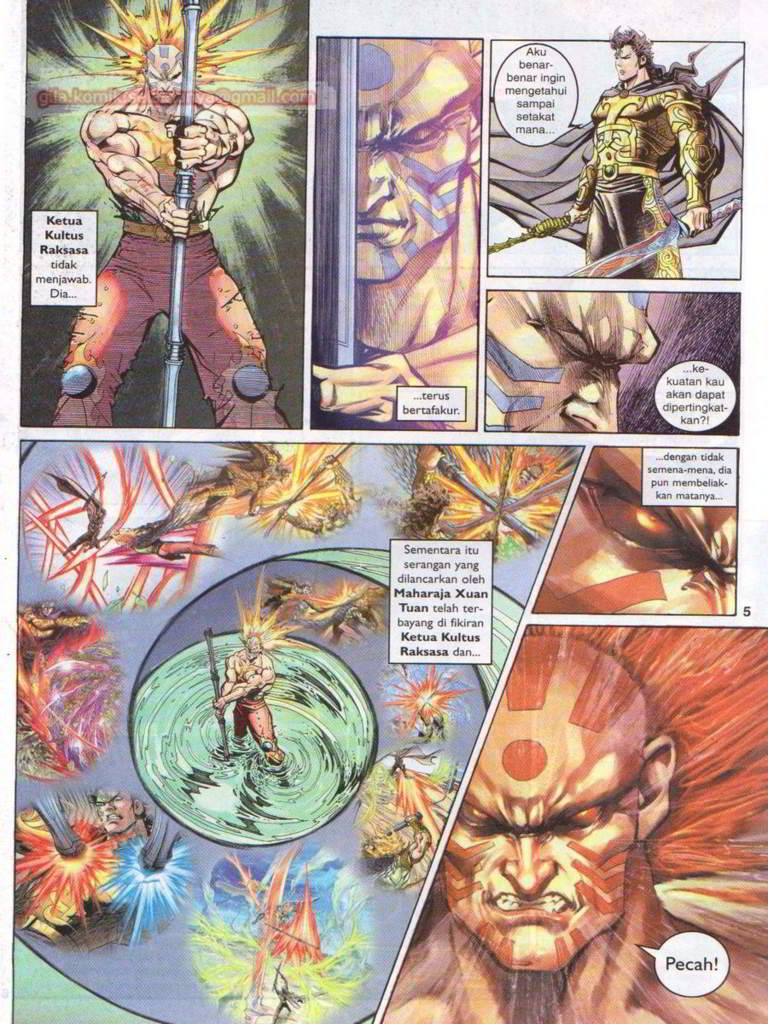 Ketua
Kultus
Raksasa
tidak
menjawab.
Dia...
...terus
bertafakur.
Aku
benar-
benar ingin
mengetahui
sampai
setakat
mana...
...ke-
kuatan kau
akan dapat
dipertingkat-
kan?!
Sementara itu
serangan yang
dilancarkan oleh
Maharaja Xuan
Tuan telah ter-
bayang di fikiran
Ketua Kultus
Raksasa dan...
...dengan tidak
semena-mena, dia
pun membeliak-
kan matanya...
5
Pecah!